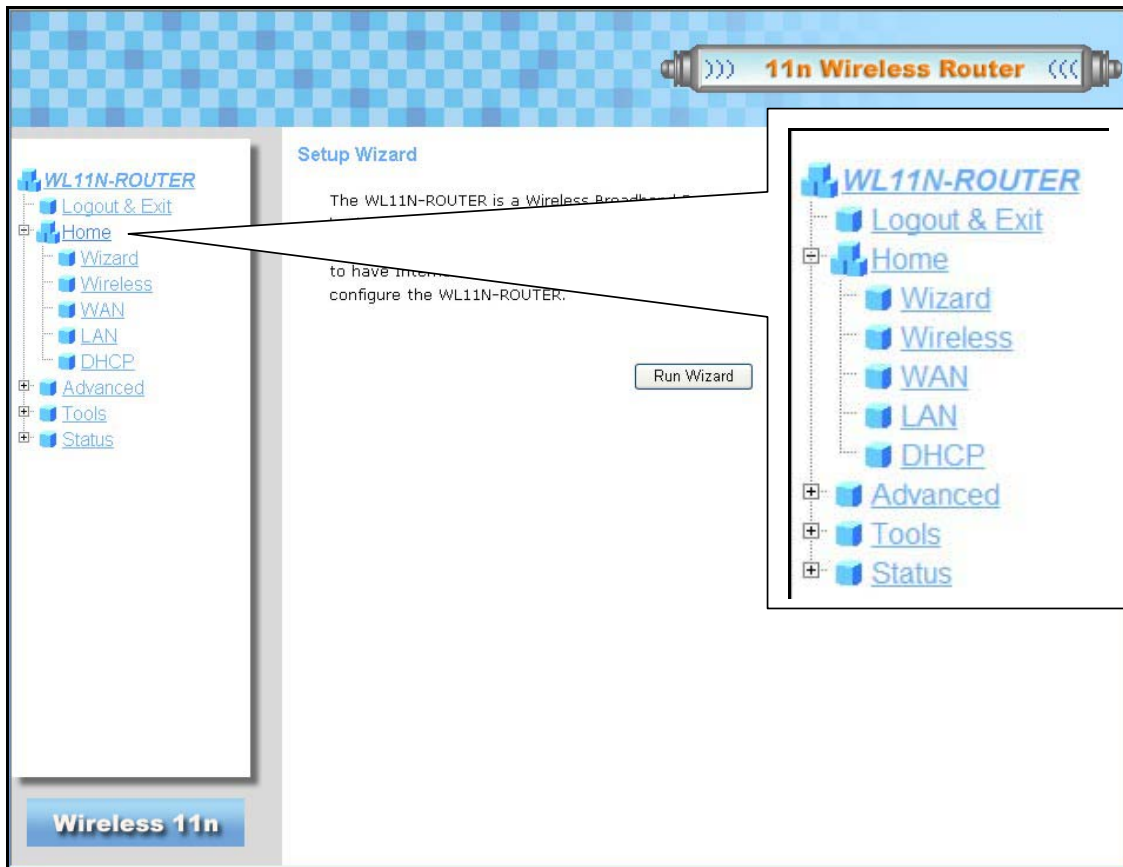 ))) 11n Wireless Router (((
WL11N-ROUTER
Logout & Exit
Home
Wizard
Wireless
WAN
LAN
DHCP
Advanced
Tools
Status
Wireless 11n
Setup Wizard
The WL11N-ROUTER is a Wireless
to have
configure the WL11N-ROUTER.
Run Wizard
WL11N-ROUTER
Logout & Exit
Home
Wizard
Wireless
WAN
LAN
DHCP
Advanced
Tools
Status